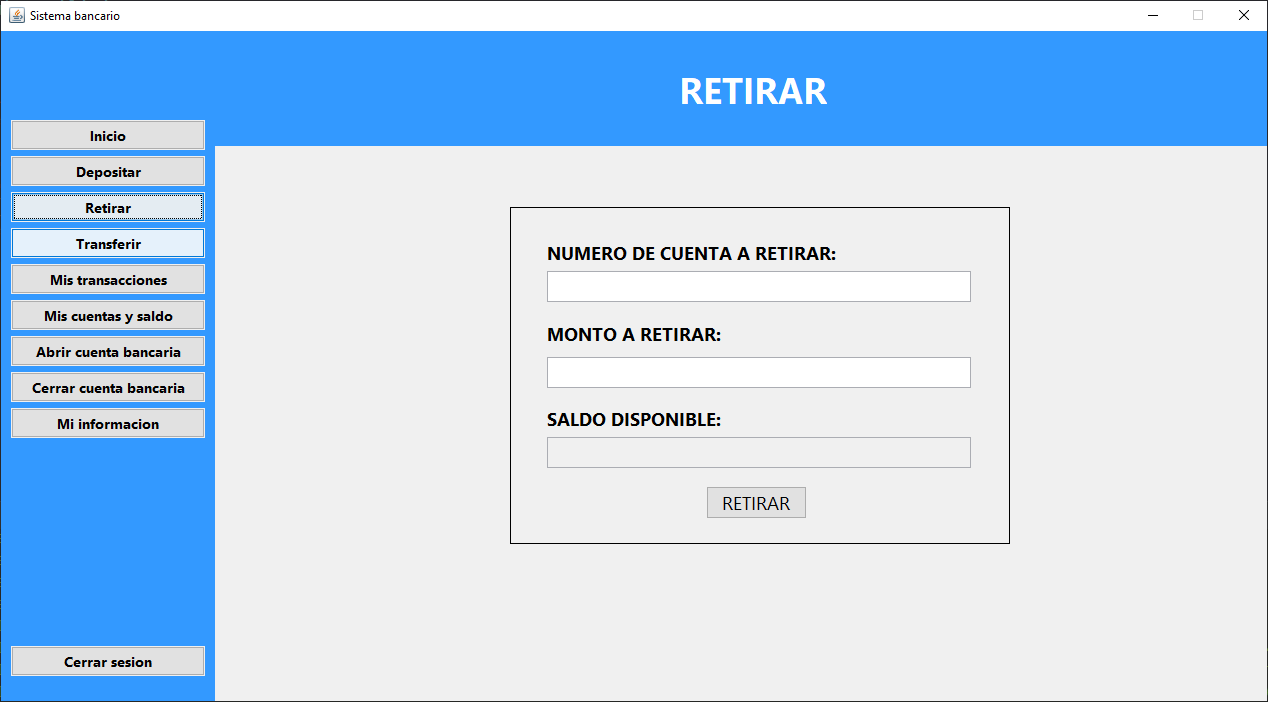 Sistema bancario
RETIRAR
Inicio
Depositar
Retirar
Transferir
Mis transacciones
Mis cuentas y saldo
Abrir cuenta bancaria
Cerrar cuenta bancaria
Mi informacion
Cerrar sesion
NUMERO DE CUENTA A RETIRAR:
MONTO A RETIRAR:
SALDO DISPONIBLE:
RETIRAR